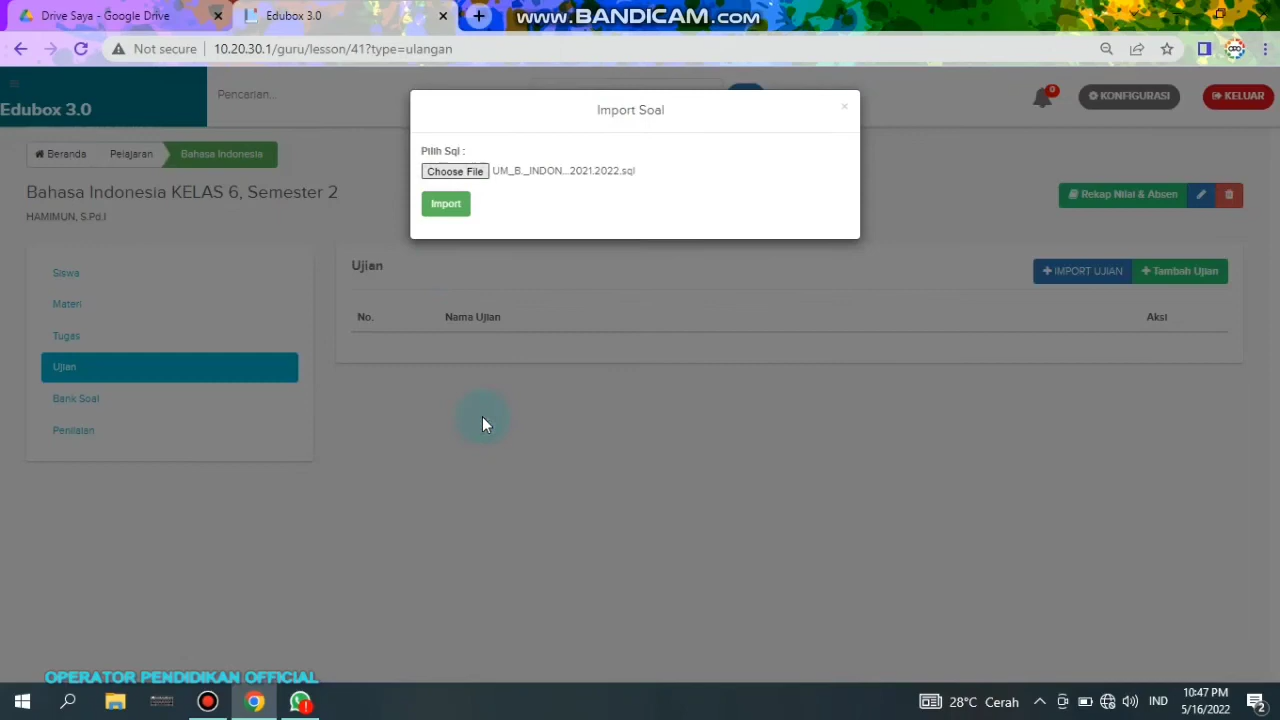 Drive Saya - Google Drive
Edubox 3.0
www.BANDICAM.com
Not secure
10.20.30.1/guru/lesson/41?type=ulangan
Edubox 3.0
Pencarian...
0
KONFIGURASI
KELUAR
Import Soal
×
Pilih Sql :
Choose File UM_B._INDON...2021.2022.sql
Import
Beranda
Pelajaran
Bahasa Indonesia
Bahasa Indonesia KELAS 6, Semester 2
HAMIMUN, S.Pd.I
Rekap Nilai & Absen
Siswa
Materi
Tugas
Ujian
Bank Soal
Penilaian
Ujian
IMPORT UJIAN
Tambah Ujian
No.
Nama Ujian
Aksi
OPERATOR PENDIDIKAN OFFICIAL
28°C Cerah
IND
10:47 PM
5/16/2022
2